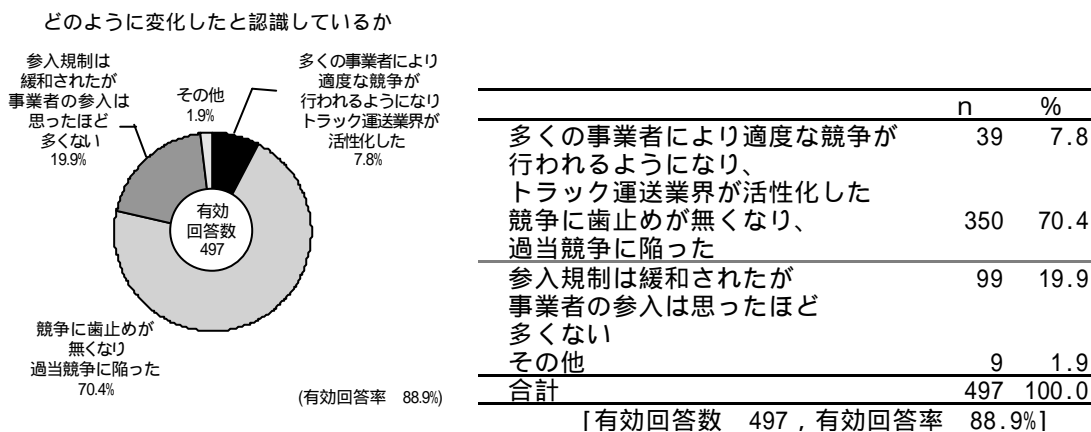 どのように変化したと認識しているか
参入規制は
緩和されたが
事業者の参入は
思ったほど
多くない
19.9%
その他
1.9%
多くの事業者により
適度な競争が
行われるようになり
トラック運送業界が
活性化した
7.8%
有効
回答数
497
競争に歯止めが
無くなり
過当競争に陥った
70.4%
(有効回答率 88.9%)
n %
多くの事業者により適度な競争が 39 7.8
行われるようになり、
トラック運送業界が活性化した
競争に歯止めが無くなり、 350 70.4
過当競争に陥った
参入規制は緩和されたが 99 19.9
事業者の参入は思ったほど
多くない
その他 9 1.9
合計 497 100.0
[有効回答数 497 , 有効回答率 88.9%]